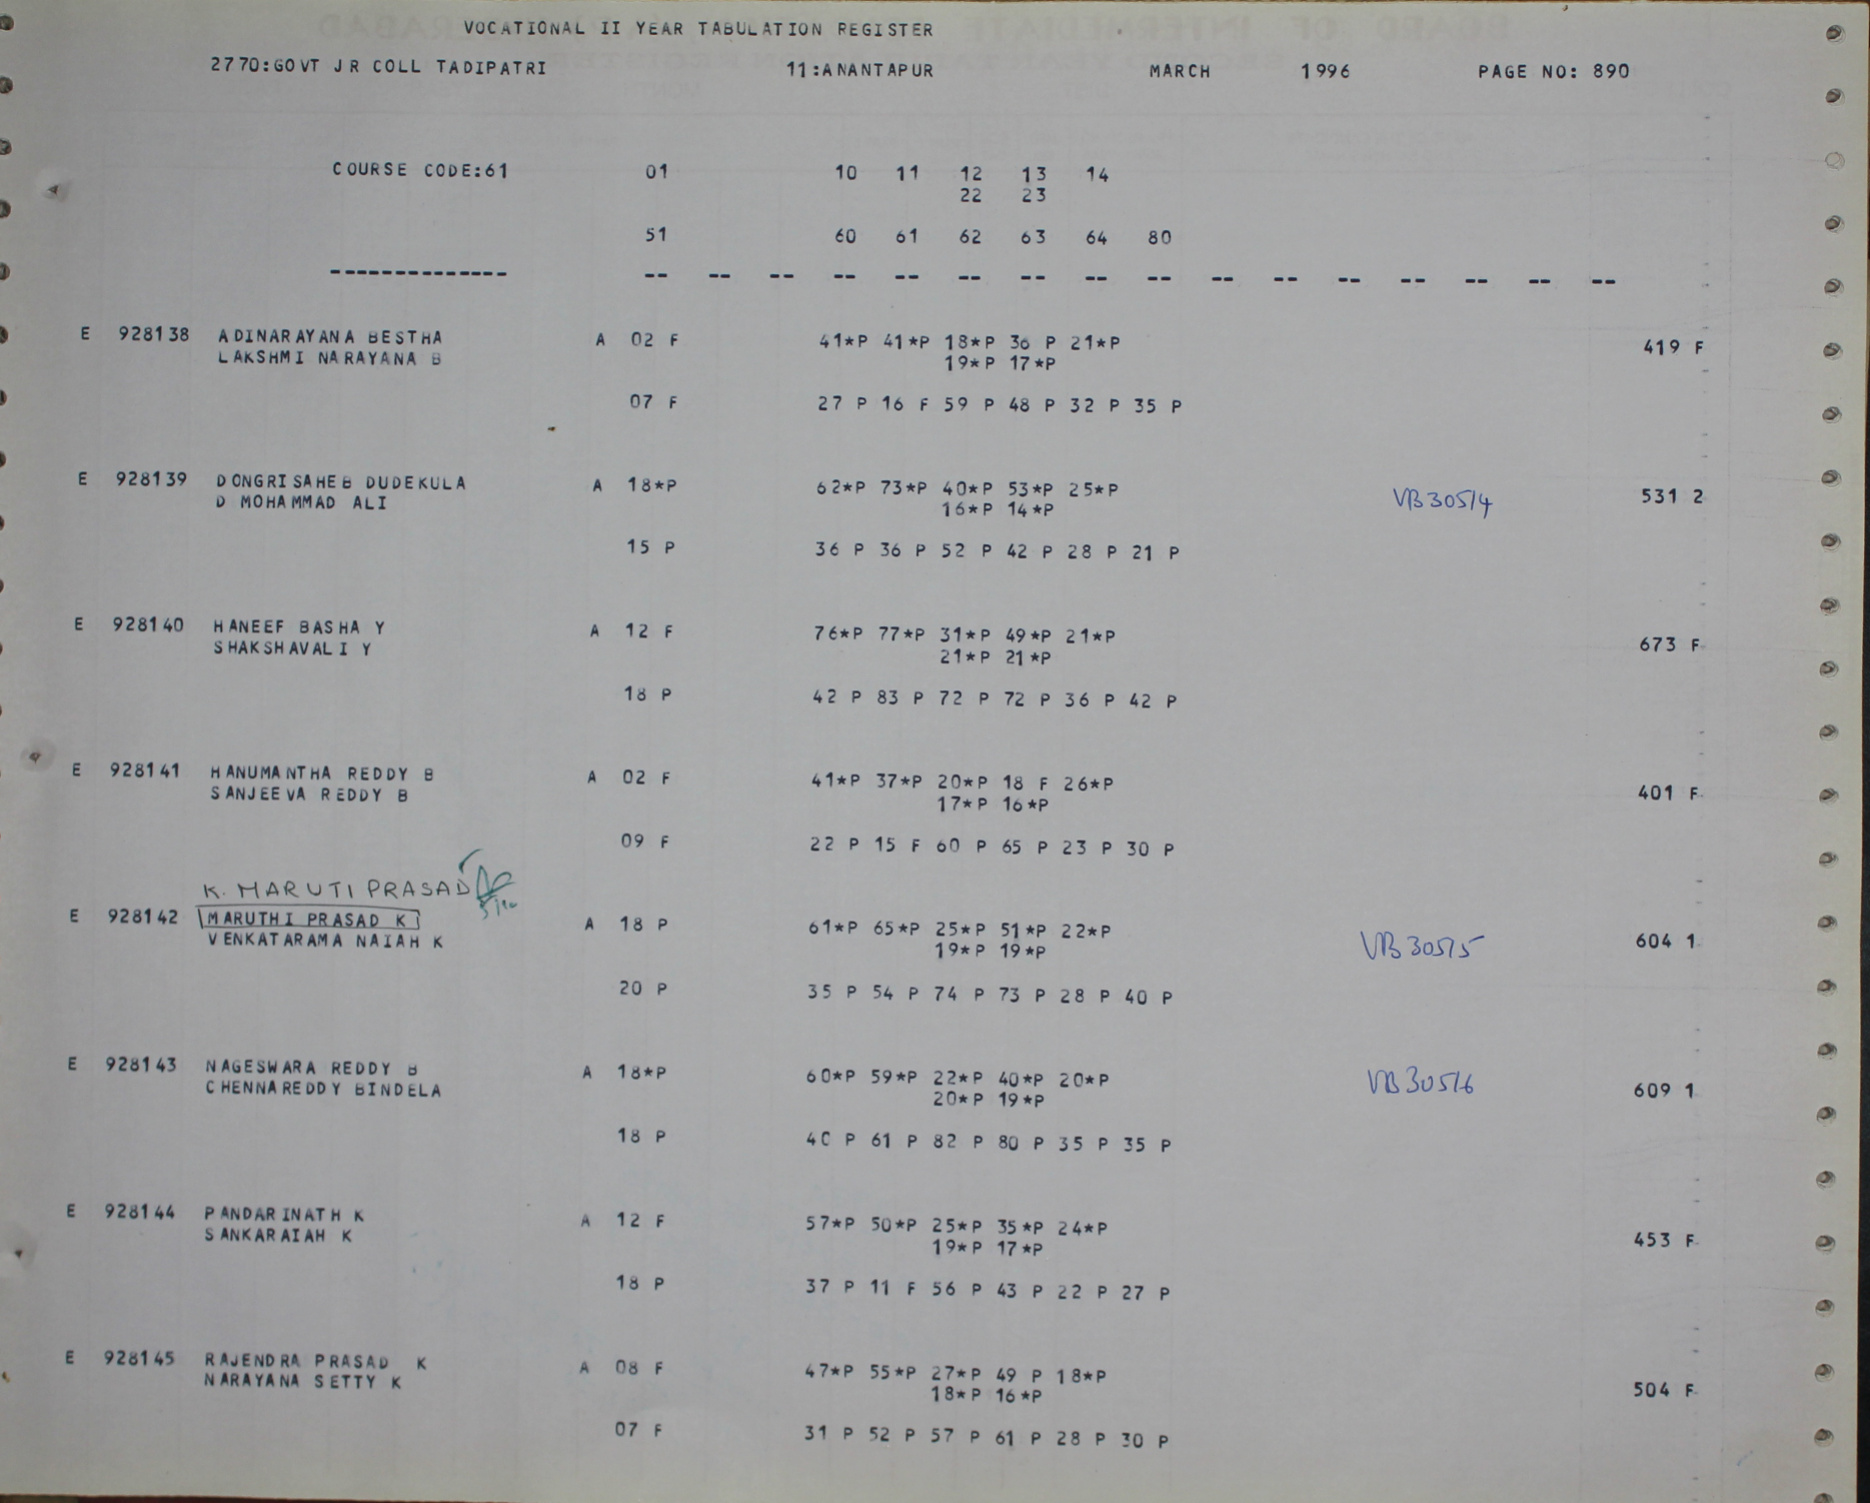 VOCATIONAL II YEAR TABULATION REGISTER
2770:GOVT JR COLL TADIPATRI 11:ANANTAPUR MARCH 1996 PAGE NO: 890
COURSE CODE:61 01 10 11 12 13 14
22 23
51 60 61 62 63 64 80
-------------- -- -- -- -- -- -- -- -- -- -- -- -- -- -- -- --
E 928138 ADINARAYANA BESTHA A 02 F 41*P 41*P 18*P 36 P 21*P 419 F
LAKSHMI NARAYANA B 19*P 17*P
07 F 27 P 16 F 59 P 48 P 32 P 35 P
E 928139 DONGRISAHEB DUDEKULA A 18*P 62*P 73*P 40*P 53*P 25*P VB30514 531 2
D MOHAMMAD ALI 16*P 14*P
15 P 36 P 36 P 52 P 42 P 28 P 21 P
E 928140 HANEEF BASHA Y A 12 F 76*P 77*P 31*P 49*P 21*P 673 F
SHAKSHAVALI Y 21*P 21*P
18 P 42 P 83 P 72 P 72 P 36 P 42 P
E 928141 HANUMANTHA REDDY B A 02 F 41*P 37*P 20*P 18 F 26*P 401 F
SANJEEVA REDDY B 17*P 16*P
09 F 22 P 15 F 60 P 65 P 23 P 30 P
K. MARUTI PRASAD
E 928142 MARUTHI PRASAD K A 18 P 61*P 65*P 25*P 51*P 22*P VB30515 604 1
VENKATARAMA NAIAH K 19*P 19*P
20 P 35 P 54 P 74 P 73 P 28 P 40 P
E 928143 NAGESWARA REDDY B A 18*P 60*P 59*P 22*P 40*P 20*P VB30516 609 1
CHENNAREDDY BINDELA 20*P 19*P
18 P 40 P 61 P 82 P 80 P 35 P 35 P
E 928144 PANDARINATH K A 12 F 57*P 50*P 25*P 35*P 24*P 453 F
SANKARAIAH K 19*P 17*P
18 P 37 P 11 F 56 P 43 P 22 P 27 P
E 928145 RAJENDRA PRASAD K A 08 F 47*P 55*P 27*P 49 P 18*P 504 F
NARAYANA SETTY K 18*P 16*P
07 F 31 P 52 P 57 P 61 P 28 P 30 P